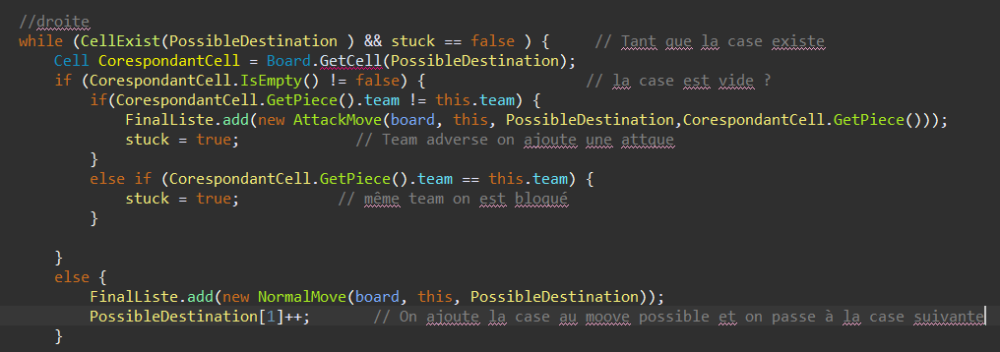 //droite
while (CellExist(PossibleDestination ) && stuck == false ) { // Tant que la case existe
Cell CorespondantCell = Board.GetCell(PossibleDestination);
if (CorespondantCell.IsEmpty() != false) { // la case est vide ?
if(CorespondantCell.GetPiece().team != this.team) {
FinalListe.add(new AttackMove(board, this, PossibleDestination,CorespondantCell.GetPiece()));
stuck = true; // Team adverse on ajoute une attque
}
else if (CorespondantCell.GetPiece().team == this.team) {
stuck = true; // même team on est bloqué
}
}
else {
FinalListe.add(new NormalMove(board, this, PossibleDestination));
PossibleDestination[1]++; // On ajoute la case au moove possible et on passe à la case suivante
}